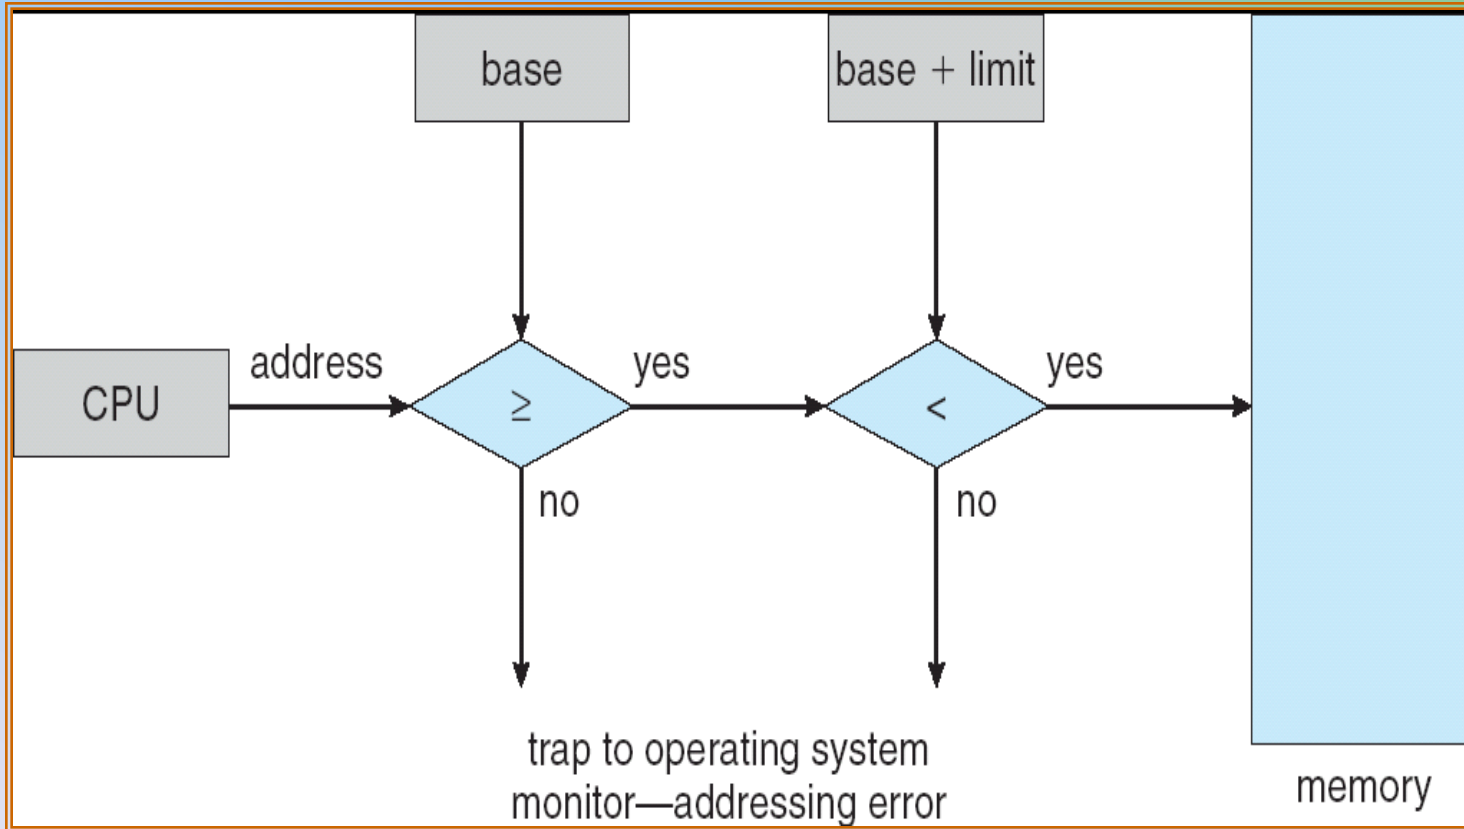 base
base + limit
address
yes
yes
CPU
≥
<
no
no
trap to operating system
monitor—addressing error
memory